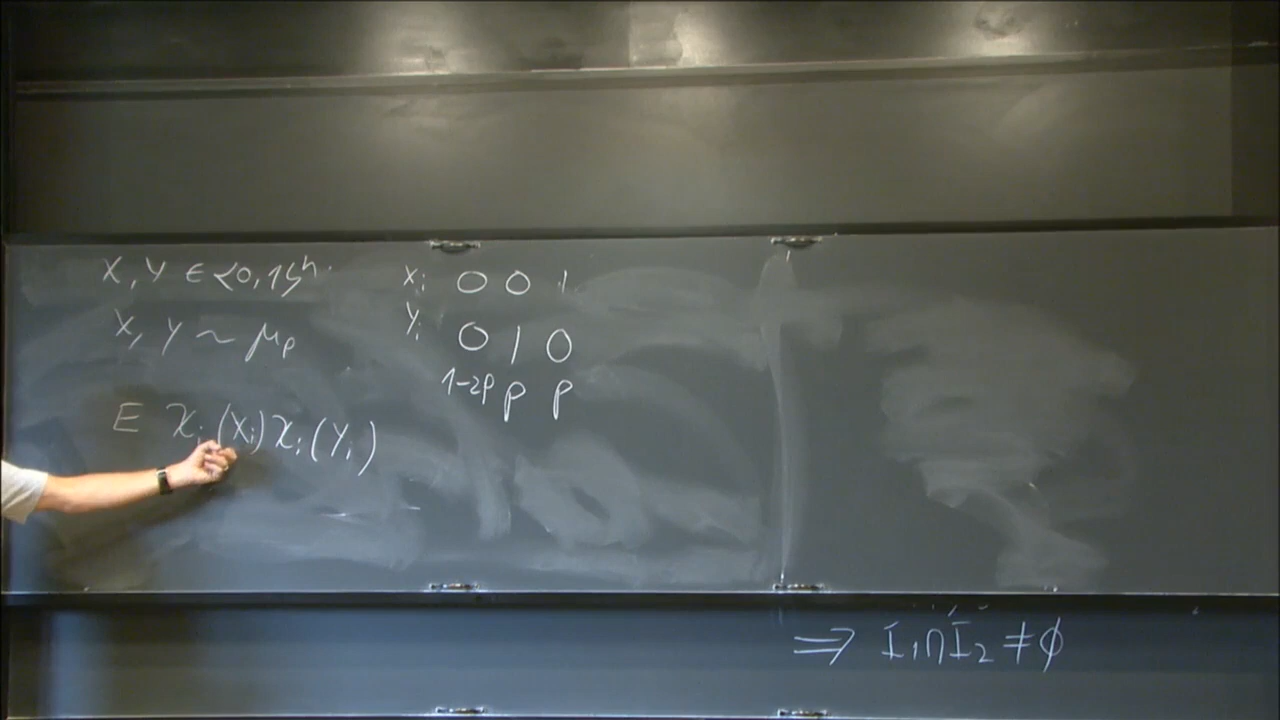 X, Y ∈ {0,1}ⁿ
X, Y ~ μₚ
E χᵢ(Xᵢ)χᵢ(Yᵢ)
Xᵢ 0 0 1
Yᵢ 0 1 0
1-2p p p
⇒ I₁∩I₂ ≠ ∅